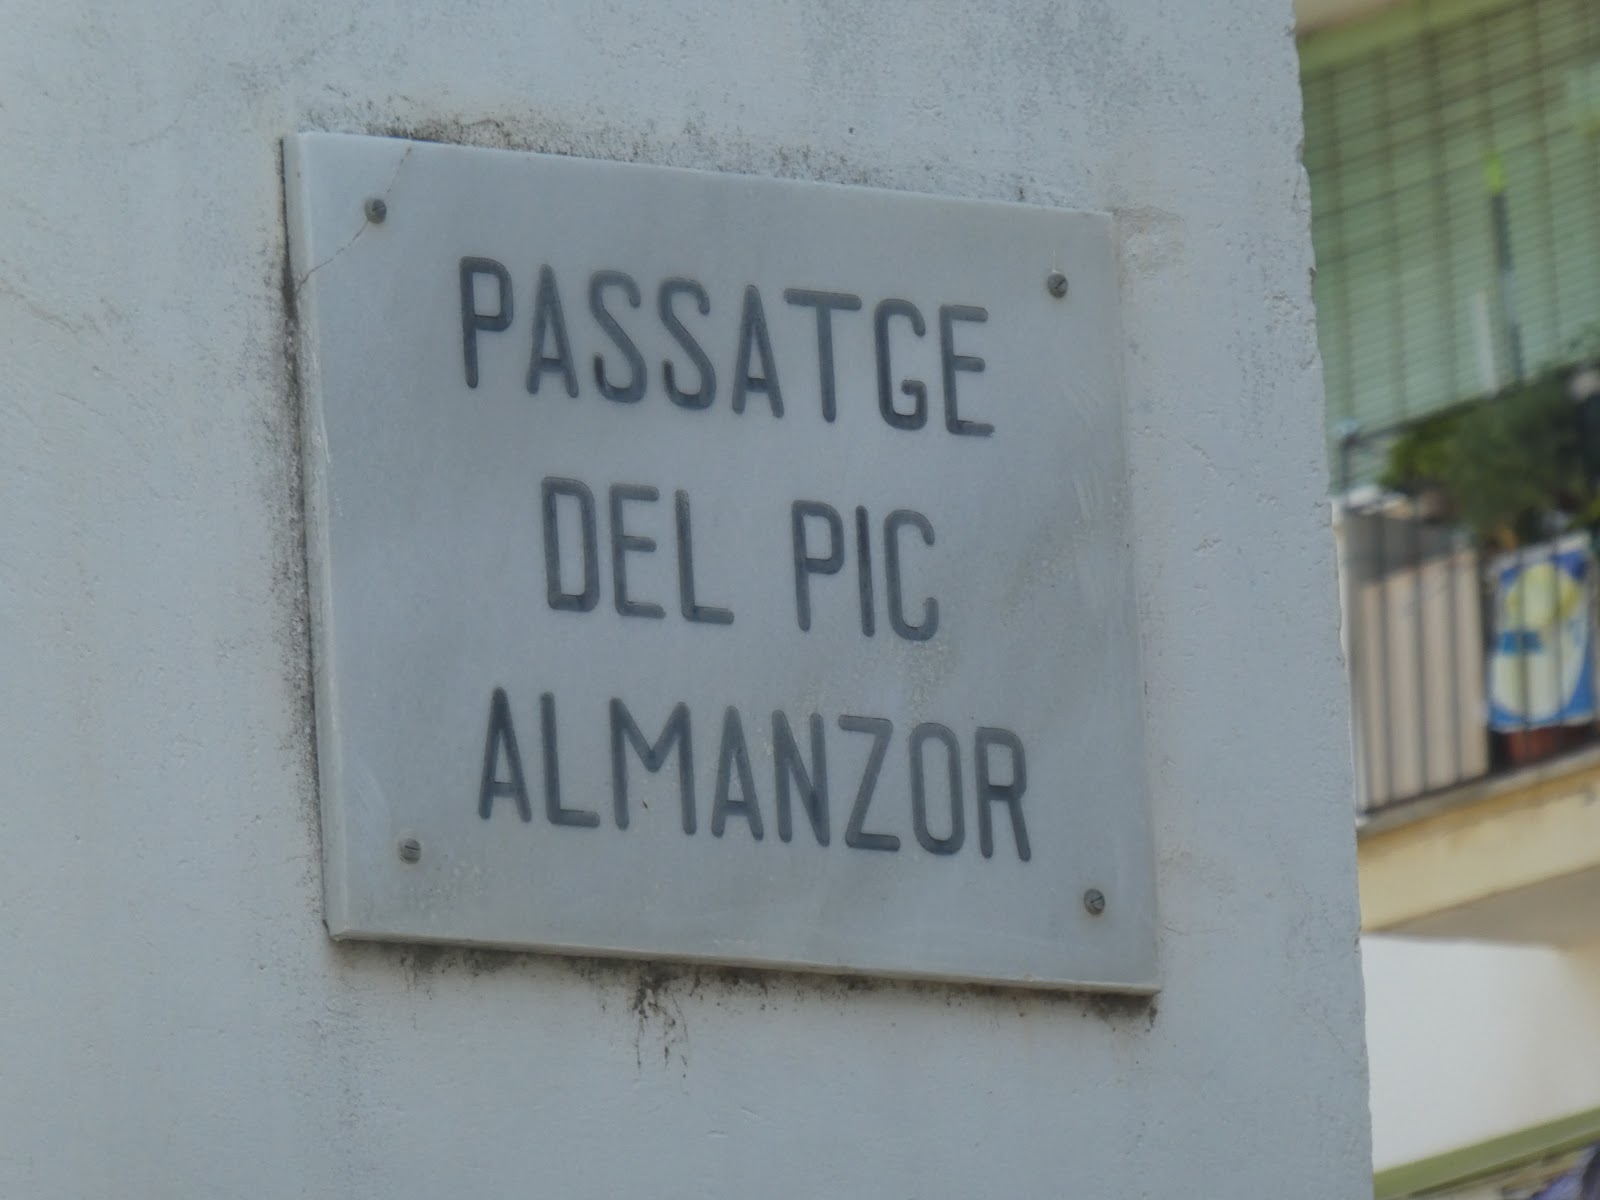 PASSATGE
DEL PIC
ALMANZOR